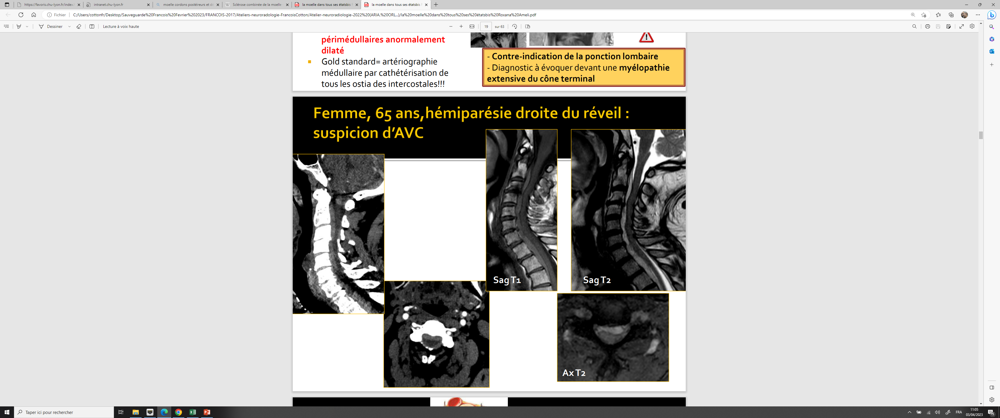 https://favoris.chu-lyon.fr/index.
intranet.chu-lyon.fr
moelle cordons postéireurs et de
Sclérose combinée de la moelle -
la moelle dans tous ses étatsbis
la moelle dans tous ses étatsbis
Fichier
C:/Users/cottonfr/Desktop/Sauveguarde%20Francois%20Fevrier%202023/FRANCOIS-2017/Ateliers-neuroradologie-FrancoisCotton/Atelier-neuroradiologie-2022%20(ARIA,%20ORL...)/la%20moelle%20dans%20tous%20ses%20étatsbis%20Roxana%20Ameli.pdf
Dessiner
Lecture à voix haute
19
sur 63
périmédullaires anormalement
dilaté
Gold standard= artériographie
médullaire par cathétérisation de
tous les ostia des intercostales!!!
!
- Contre-indication de la ponction lombaire
- Diagnostic à évoquer devant une myélopathie
extensive du cône terminal
Femme, 65 ans,hémiparésie droite du réveil :
suspicion d’AVC
Sag T1
Sag T2
Ax T2
Taper ici pour rechercher
FRA
11:05
03/04/2023
15